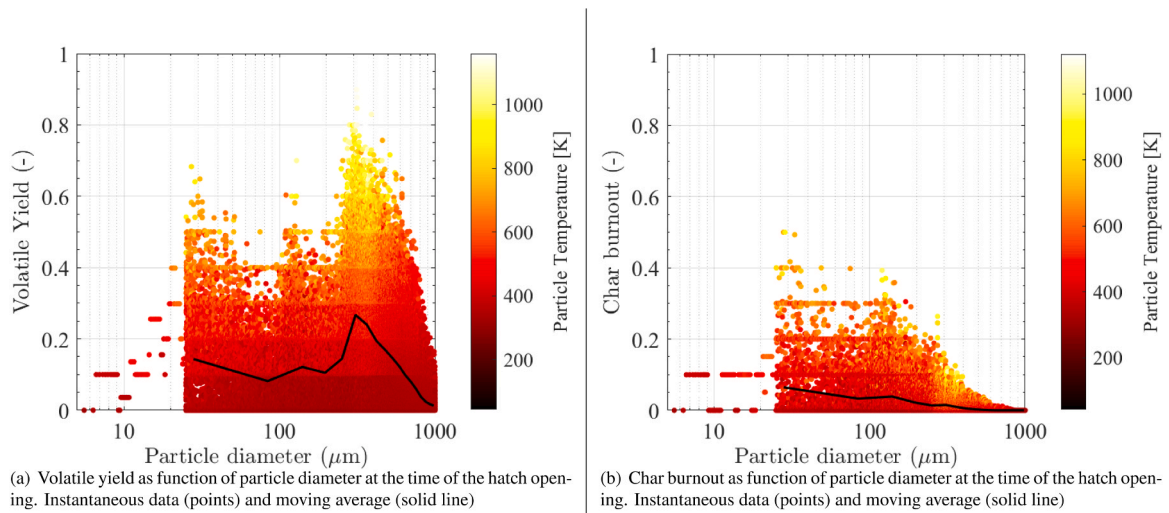 1
0.8
0.6
0.4
0.2
0
Volatile Yield (-)
10 100 1000
Particle diameter (μm)
1000
800
600
400
200
Particle Temperature [K]
(a) Volatile yield as function of particle diameter at the time of the hatch open-
ing. Instantaneous data (points) and moving average (solid line)
1
0.8
0.6
0.4
0.2
0
Char burnout (-)
10 100 1000
Particle diameter (μm)
1000
800
600
400
200
Particle Temperature [K]
(b) Char burnout as function of particle diameter at the time of the hatch open-
ing. Instantaneous data (points) and moving average (solid line)